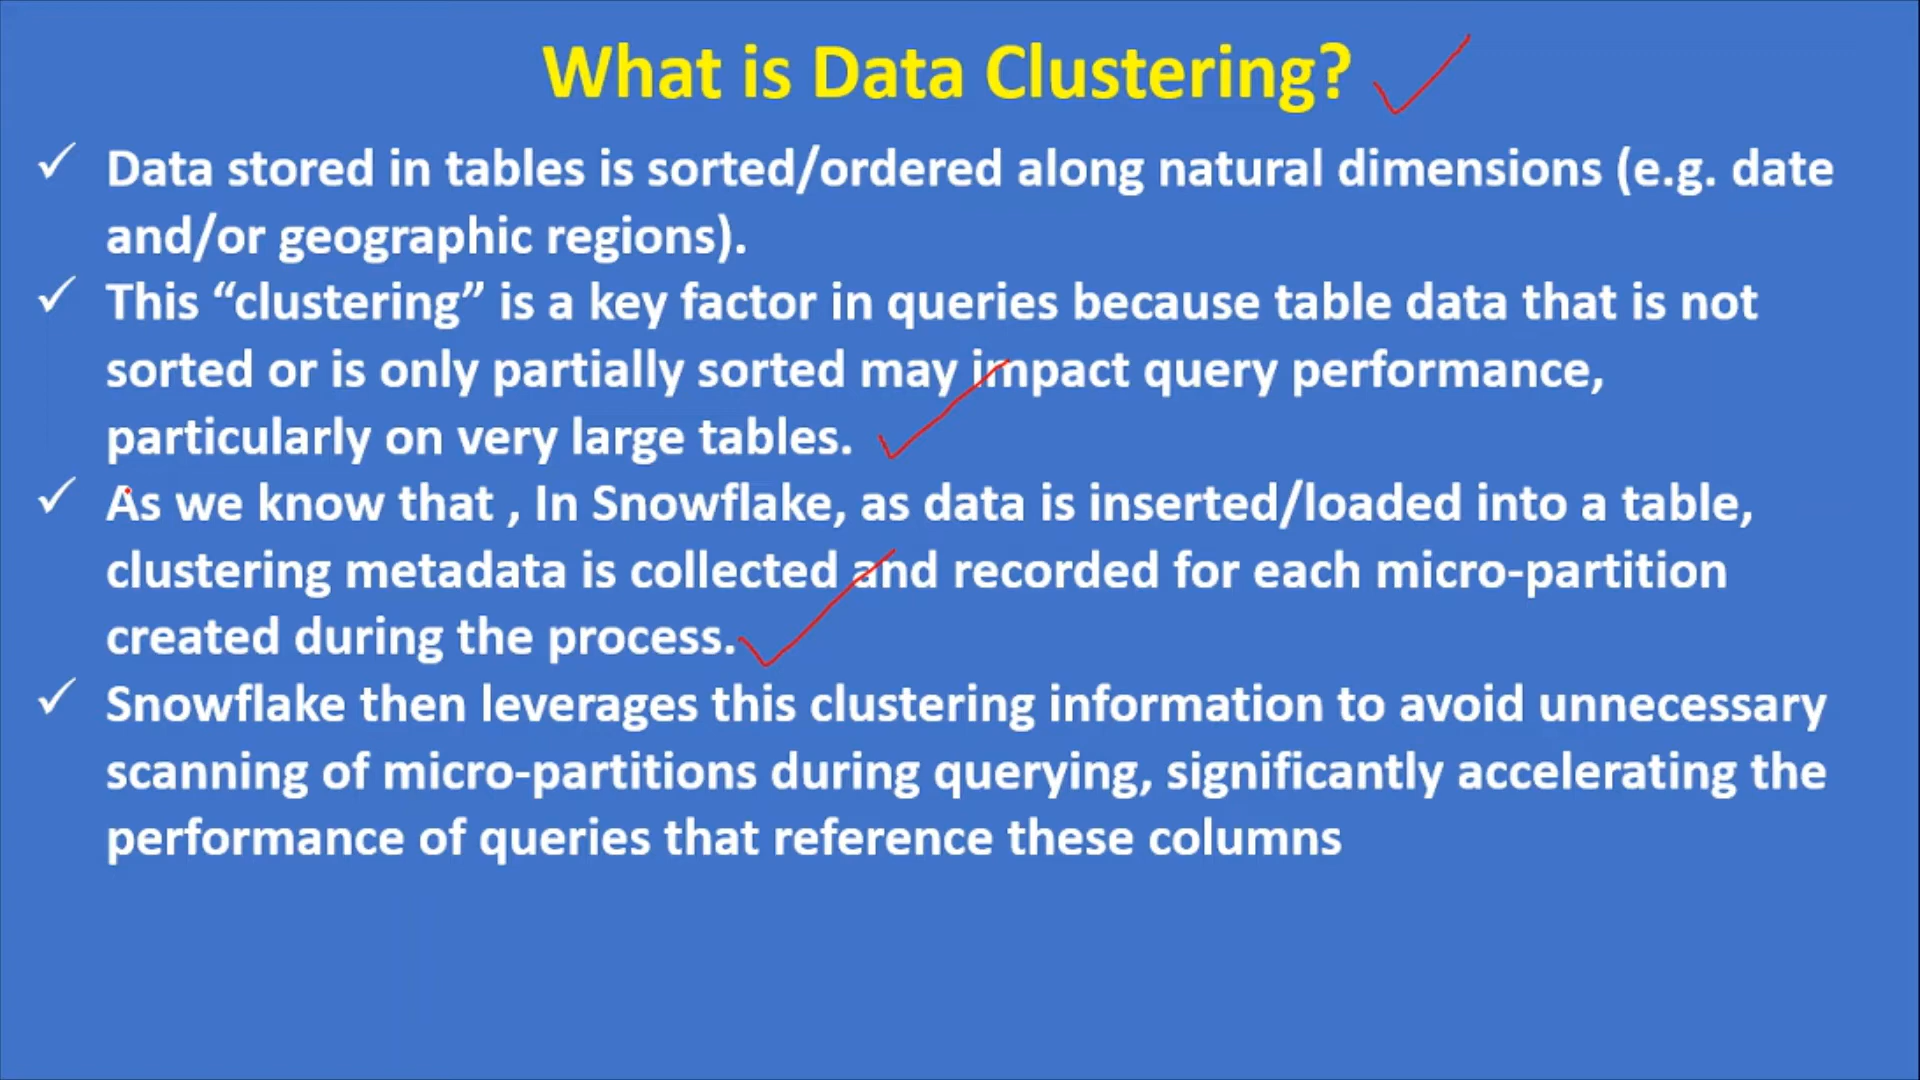 What is Data Clustering?
Data stored in tables is sorted/ordered along natural dimensions (e.g. date
and/or geographic regions).
This “clustering” is a key factor in queries because table data that is not
sorted or is only partially sorted may impact query performance,
particularly on very large tables.
As we know that , In Snowflake, as data is inserted/loaded into a table,
clustering metadata is collected and recorded for each micro-partition
created during the process.
Snowflake then leverages this clustering information to avoid unnecessary
scanning of micro-partitions during querying, significantly accelerating the
performance of queries that reference these columns